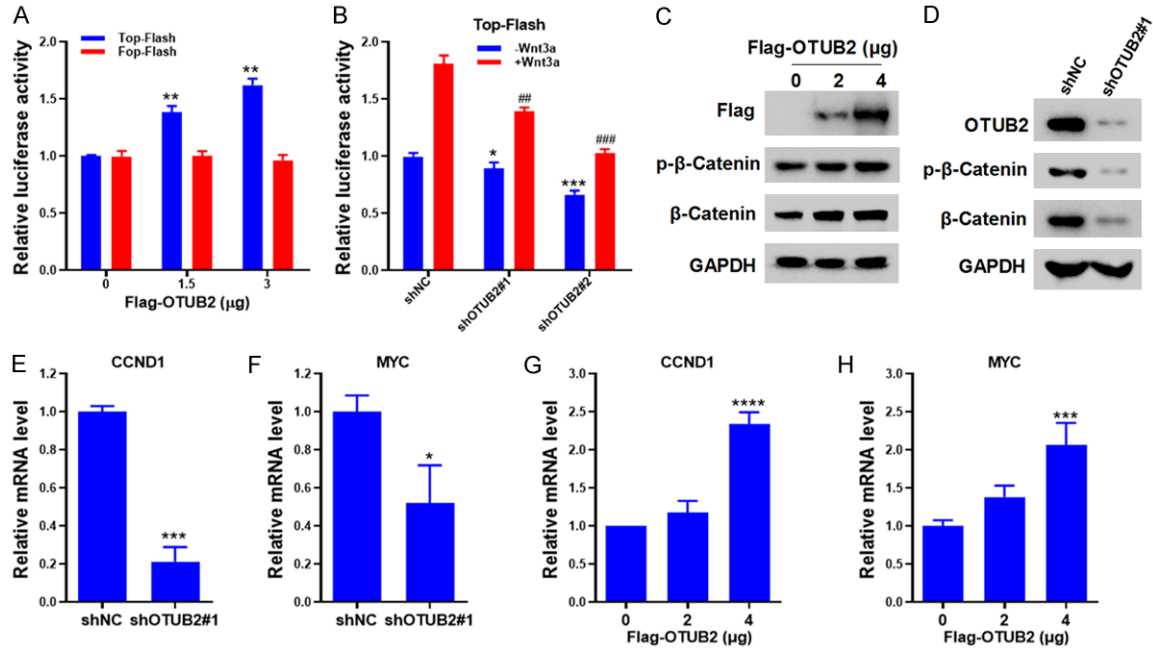 A
Top-Flash
Fop-Flash
Relative luciferase activity
2.0
**
**
1.5
1.0
0.5
0.0
0 1.5 3
Flag-OTUB2 (μg)
B
Top-Flash
-Wnt3a
+Wnt3a
Relative luciferase activity
2.0
##
1.5
*
###
1.0
***
0.5
0.0
shNC shOTUB2#1 shOTUB2#2
C
Flag-OTUB2 (μg)
0 2 4
Flag
p-β-Catenin
β-Catenin
GAPDH
D
shNC shOTUB2#1
OTUB2
p-β-Catenin
β-Catenin
GAPDH
E
CCND1
Relative mRNA level
1.2
1.0
0.8
0.6
0.4
***
0.2
0.0
shNC shOTUB2#1
F
MYC
Relative mRNA level
1.2
1.0
0.8
*
0.6
0.4
0.2
0.0
shNC shOTUB2#1
G
CCND1
Relative mRNA level
3.0
****
2.5
2.0
1.5
1.0
0.5
0.0
0 2 4
Flag-OTUB2 (μg)
H
MYC
Relative mRNA level
3.0
***
2.5
2.0
1.5
1.0
0.5
0.0
0 2 4
Flag-OTUB2 (μg)